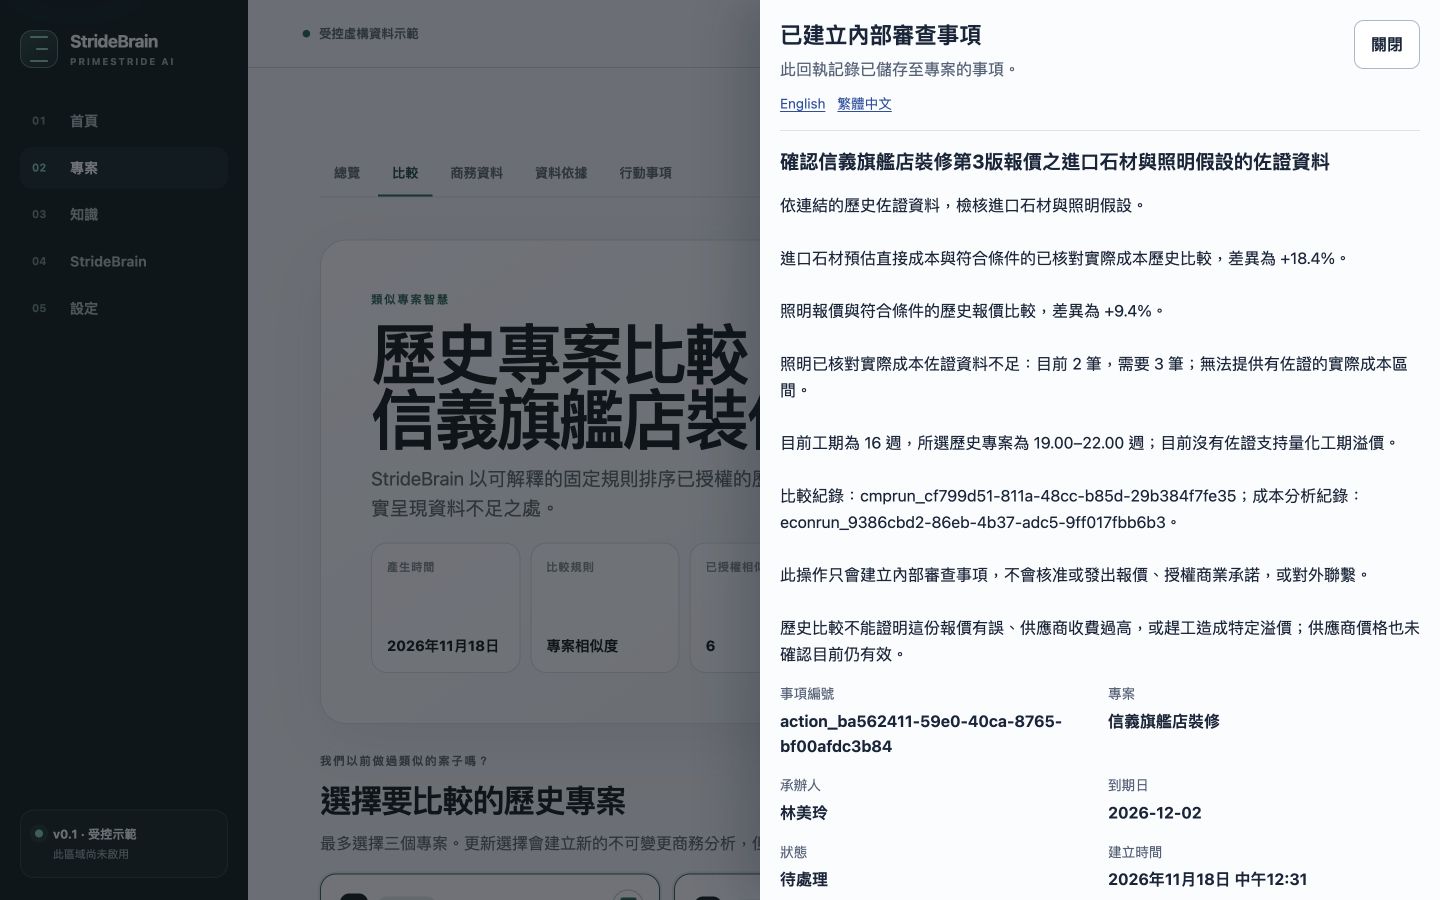 StrideBrain
PRIMESTRIDE AI
01 首頁
02 專案
03 知識
04 StrideBrain
05 設定
v0.1 · 受控示範
此區域尚未啟用
受控虛構資料示範
總覽 比較 商務資料 資料依據 行動事項
類似專案智慧
歷史專案比較
信義旗艦店裝
StrideBrain 以可解釋的固定規則排序已授權的
實呈現資料不足之處。
產生時間
2026年11月18日
比較規則
專案相似度
已授權相
6
我們以前做過類似的案子嗎？
選擇要比較的歷史專案
最多選擇三個專案。更新選擇會建立新的不可變更商務分析，
已建立內部審查事項
關閉
此回執記錄已儲存至專案的事項。
English 繁體中文
確認信義旗艦店裝修第3版報價之進口石材與照明假設的佐證資料
依連結的歷史佐證資料，檢核進口石材與照明假設。
進口石材預估直接成本與符合條件的已核對實際成本歷史比較，差異為 +18.4%。
照明報價與符合條件的歷史報價比較，差異為 +9.4%。
照明已核對實際成本佐證資料不足：目前 2 筆，需要 3 筆；無法提供有佐證的實際成本區
間。
目前工期為 16 週，所選歷史專案為 19.00–22.00 週；目前沒有佐證支持量化工期溢價。
比較紀錄：cmprun_cf799d51-811a-48cc-b85d-29b384f7fe35；成本分析紀錄：
econrun_9386cbd2-86eb-4b37-adc5-9ff017fbb6b3。
此操作只會建立內部審查事項，不會核准或發出報價、授權商業承諾，或對外聯繫。
歷史比較不能證明這份報價有誤、供應商收費過高，或趕工造成特定溢價；供應商價格也未
確認目前仍有效。
事項編號
action_ba562411-59e0-40ca-8765-
bf00afdc3b84
專案
信義旗艦店裝修
承辦人
林美玲
到期日
2026-12-02
狀態
待處理
建立時間
2026年11月18日 中午12:31